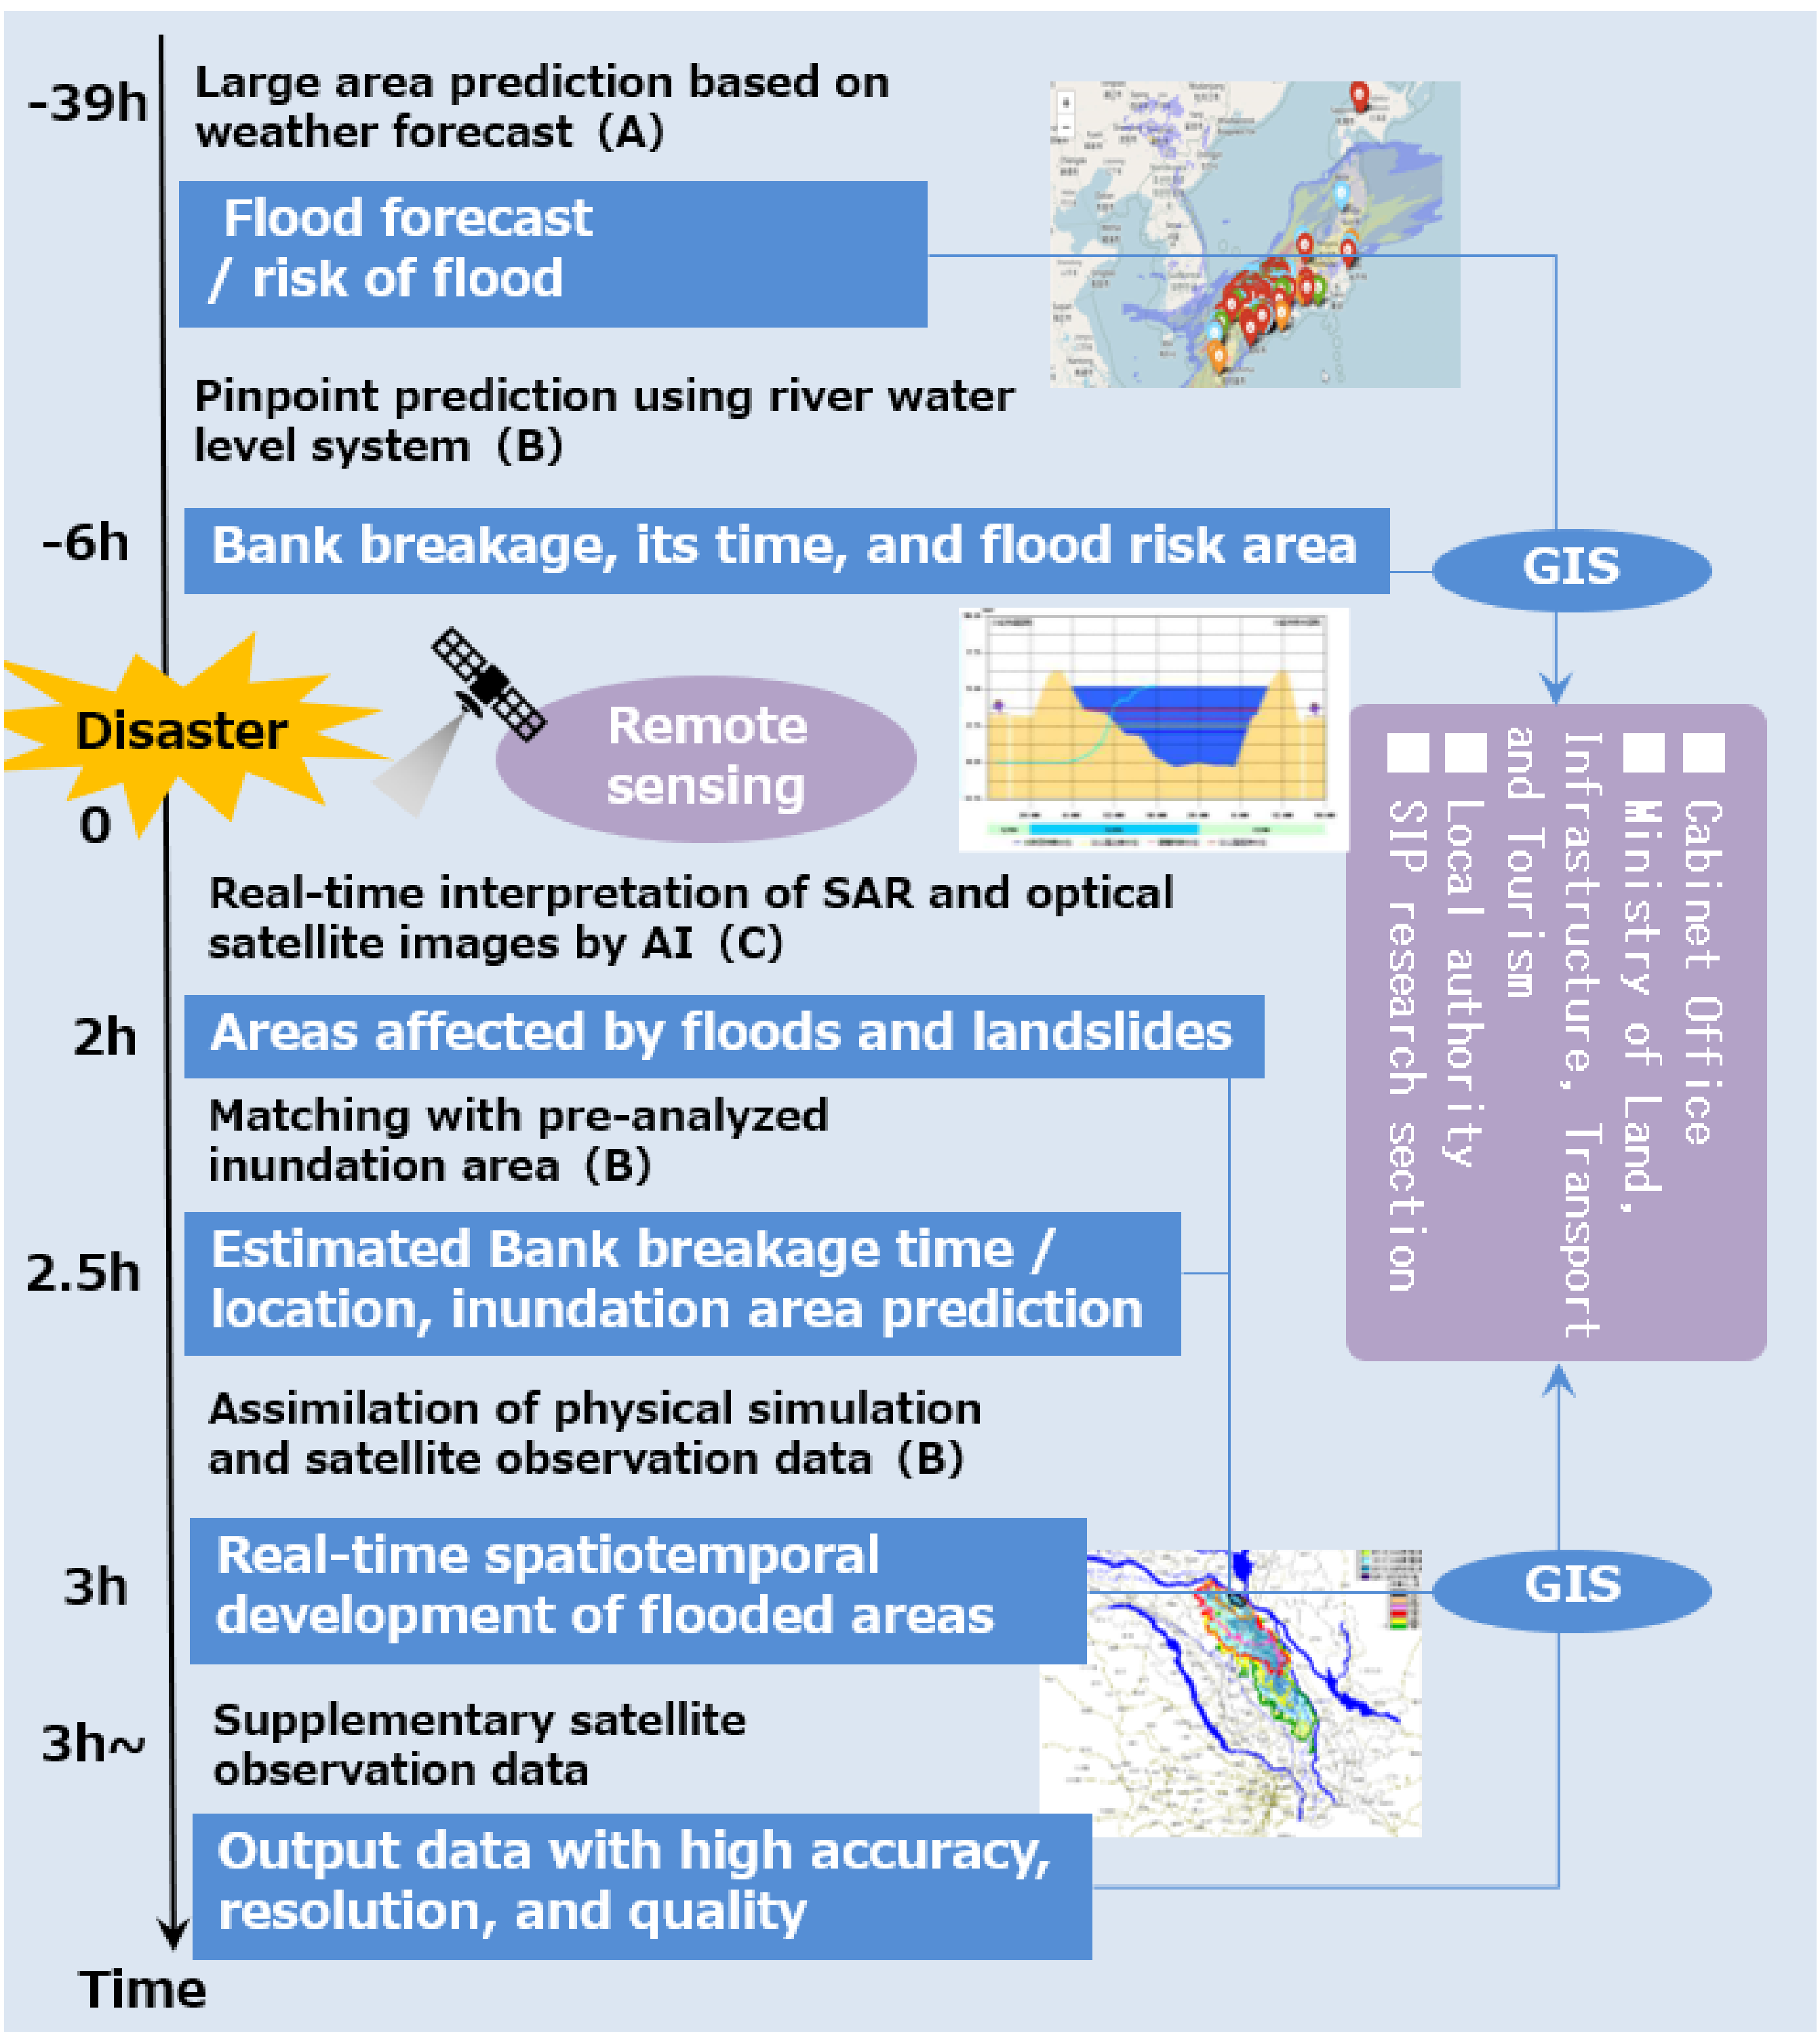 -39h
Large area prediction based on
weather forecast (A)
Flood forecast
/ risk of flood
Pinpoint prediction using river water
level system (B)
-6h
Bank breakage, its time, and flood risk area
GIS
Disaster
Remote
sensing
0
■ Cabinet Office
■ Ministry of Land,
Infrastructure, Transport
and Tourism
■ Local authority
■ SIP research section
Real-time interpretation of SAR and optical
satellite images by AI (C)
2h
Areas affected by floods and landslides
Matching with pre-analyzed
inundation area (B)
2.5h
Estimated Bank breakage time /
location, inundation area prediction
Assimilation of physical simulation
and satellite observation data (B)
3h
Real-time spatiotemporal
development of flooded areas
GIS
3h~
Supplementary satellite
observation data
Output data with high accuracy,
resolution, and quality
Time